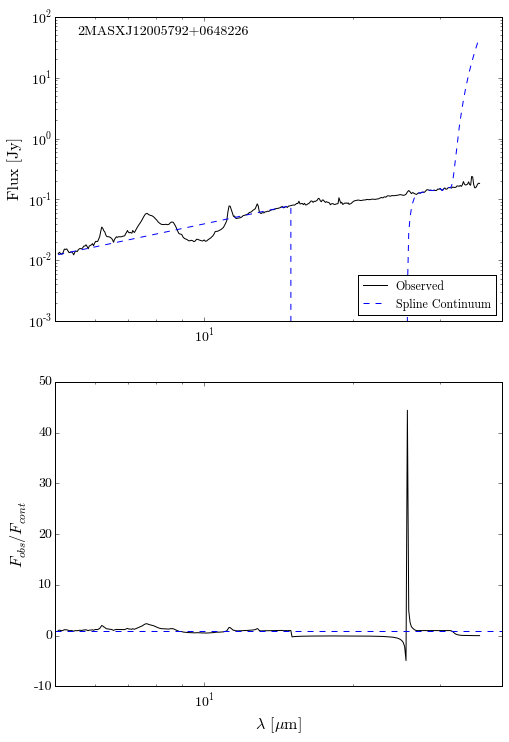 2MASXJ12005792+0648226
Flux [Jy]
10^2
10^1
10^0
10^-1
10^-2
10^-3
10^1
Observed
Spline Continuum
F_obs/F_cont
50
40
30
20
10
0
-10
10^1
λ [μm]